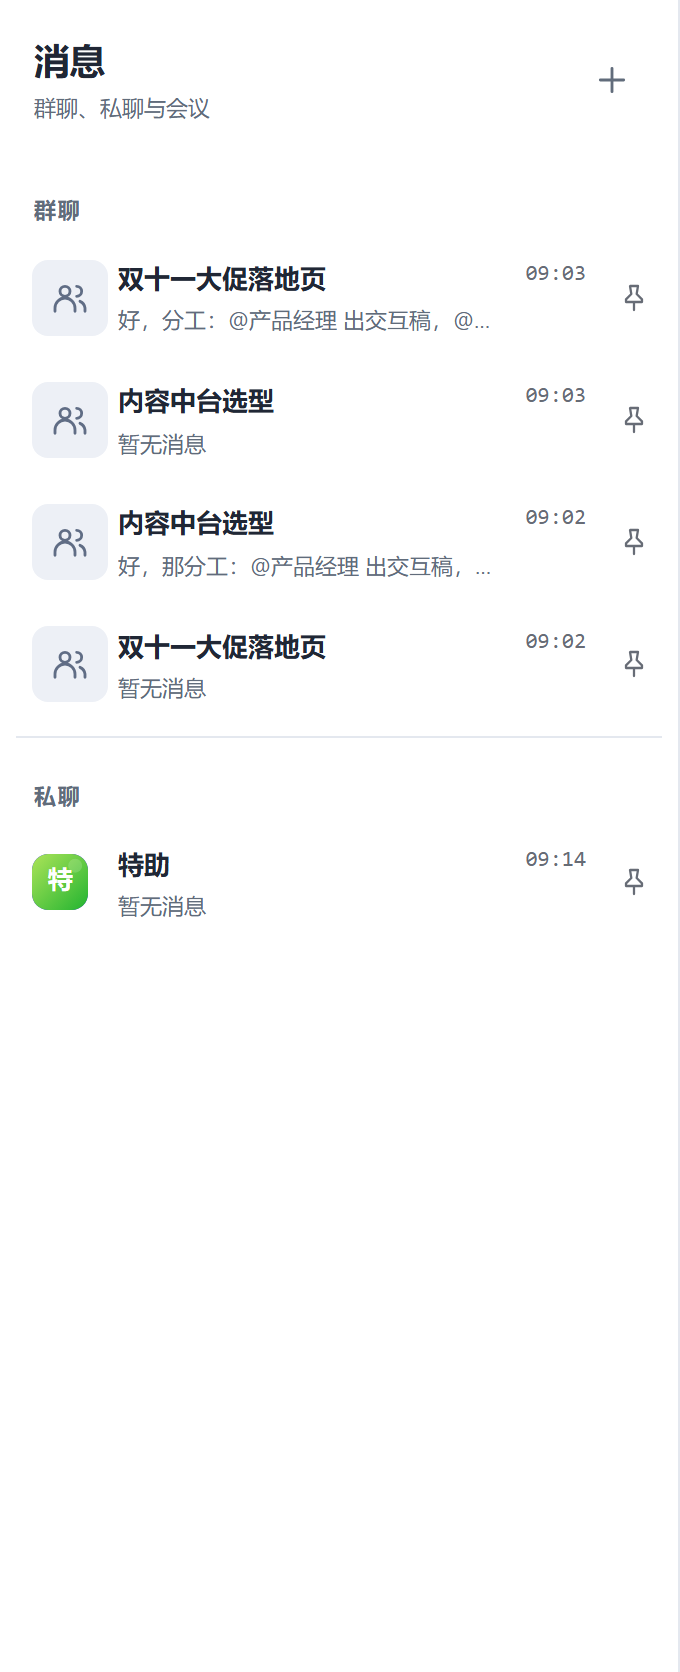 消息
群聊、私聊与会议
群聊
双十一大促落地页
09:03
好，分工：@产品经理 出交互稿，@...
内容中台选型
09:03
暂无消息
内容中台选型
09:02
好，那分工：@产品经理 出交互稿，...
双十一大促落地页
09:02
暂无消息
私聊
特
特助
09:14
暂无消息